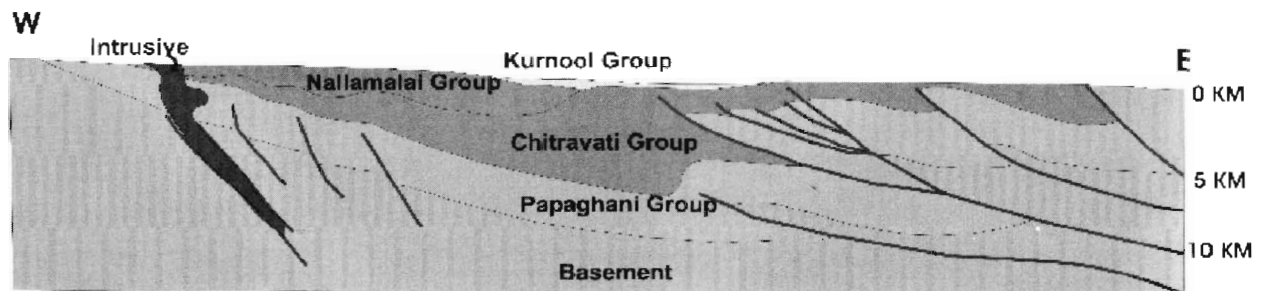 W
Intrusive
Kurnool Group
E
Nallamalai Group
0 KM
Chitravati Group
5 KM
Papaghani Group
10 KM
Basement